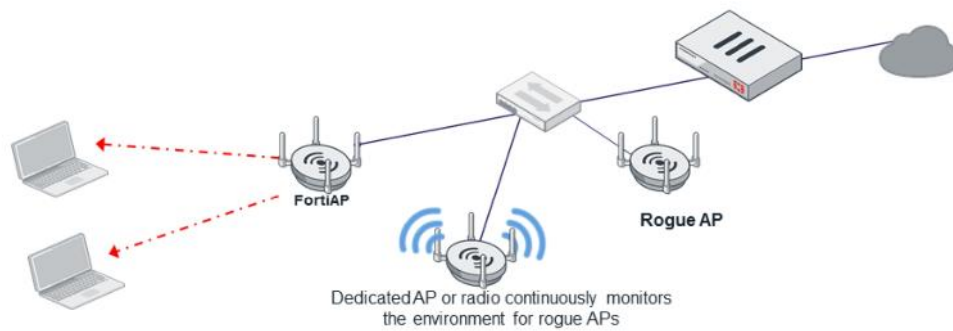 FortiAP
Rogue AP
Dedicated AP or radio continuously monitors
the environment for rogue APs